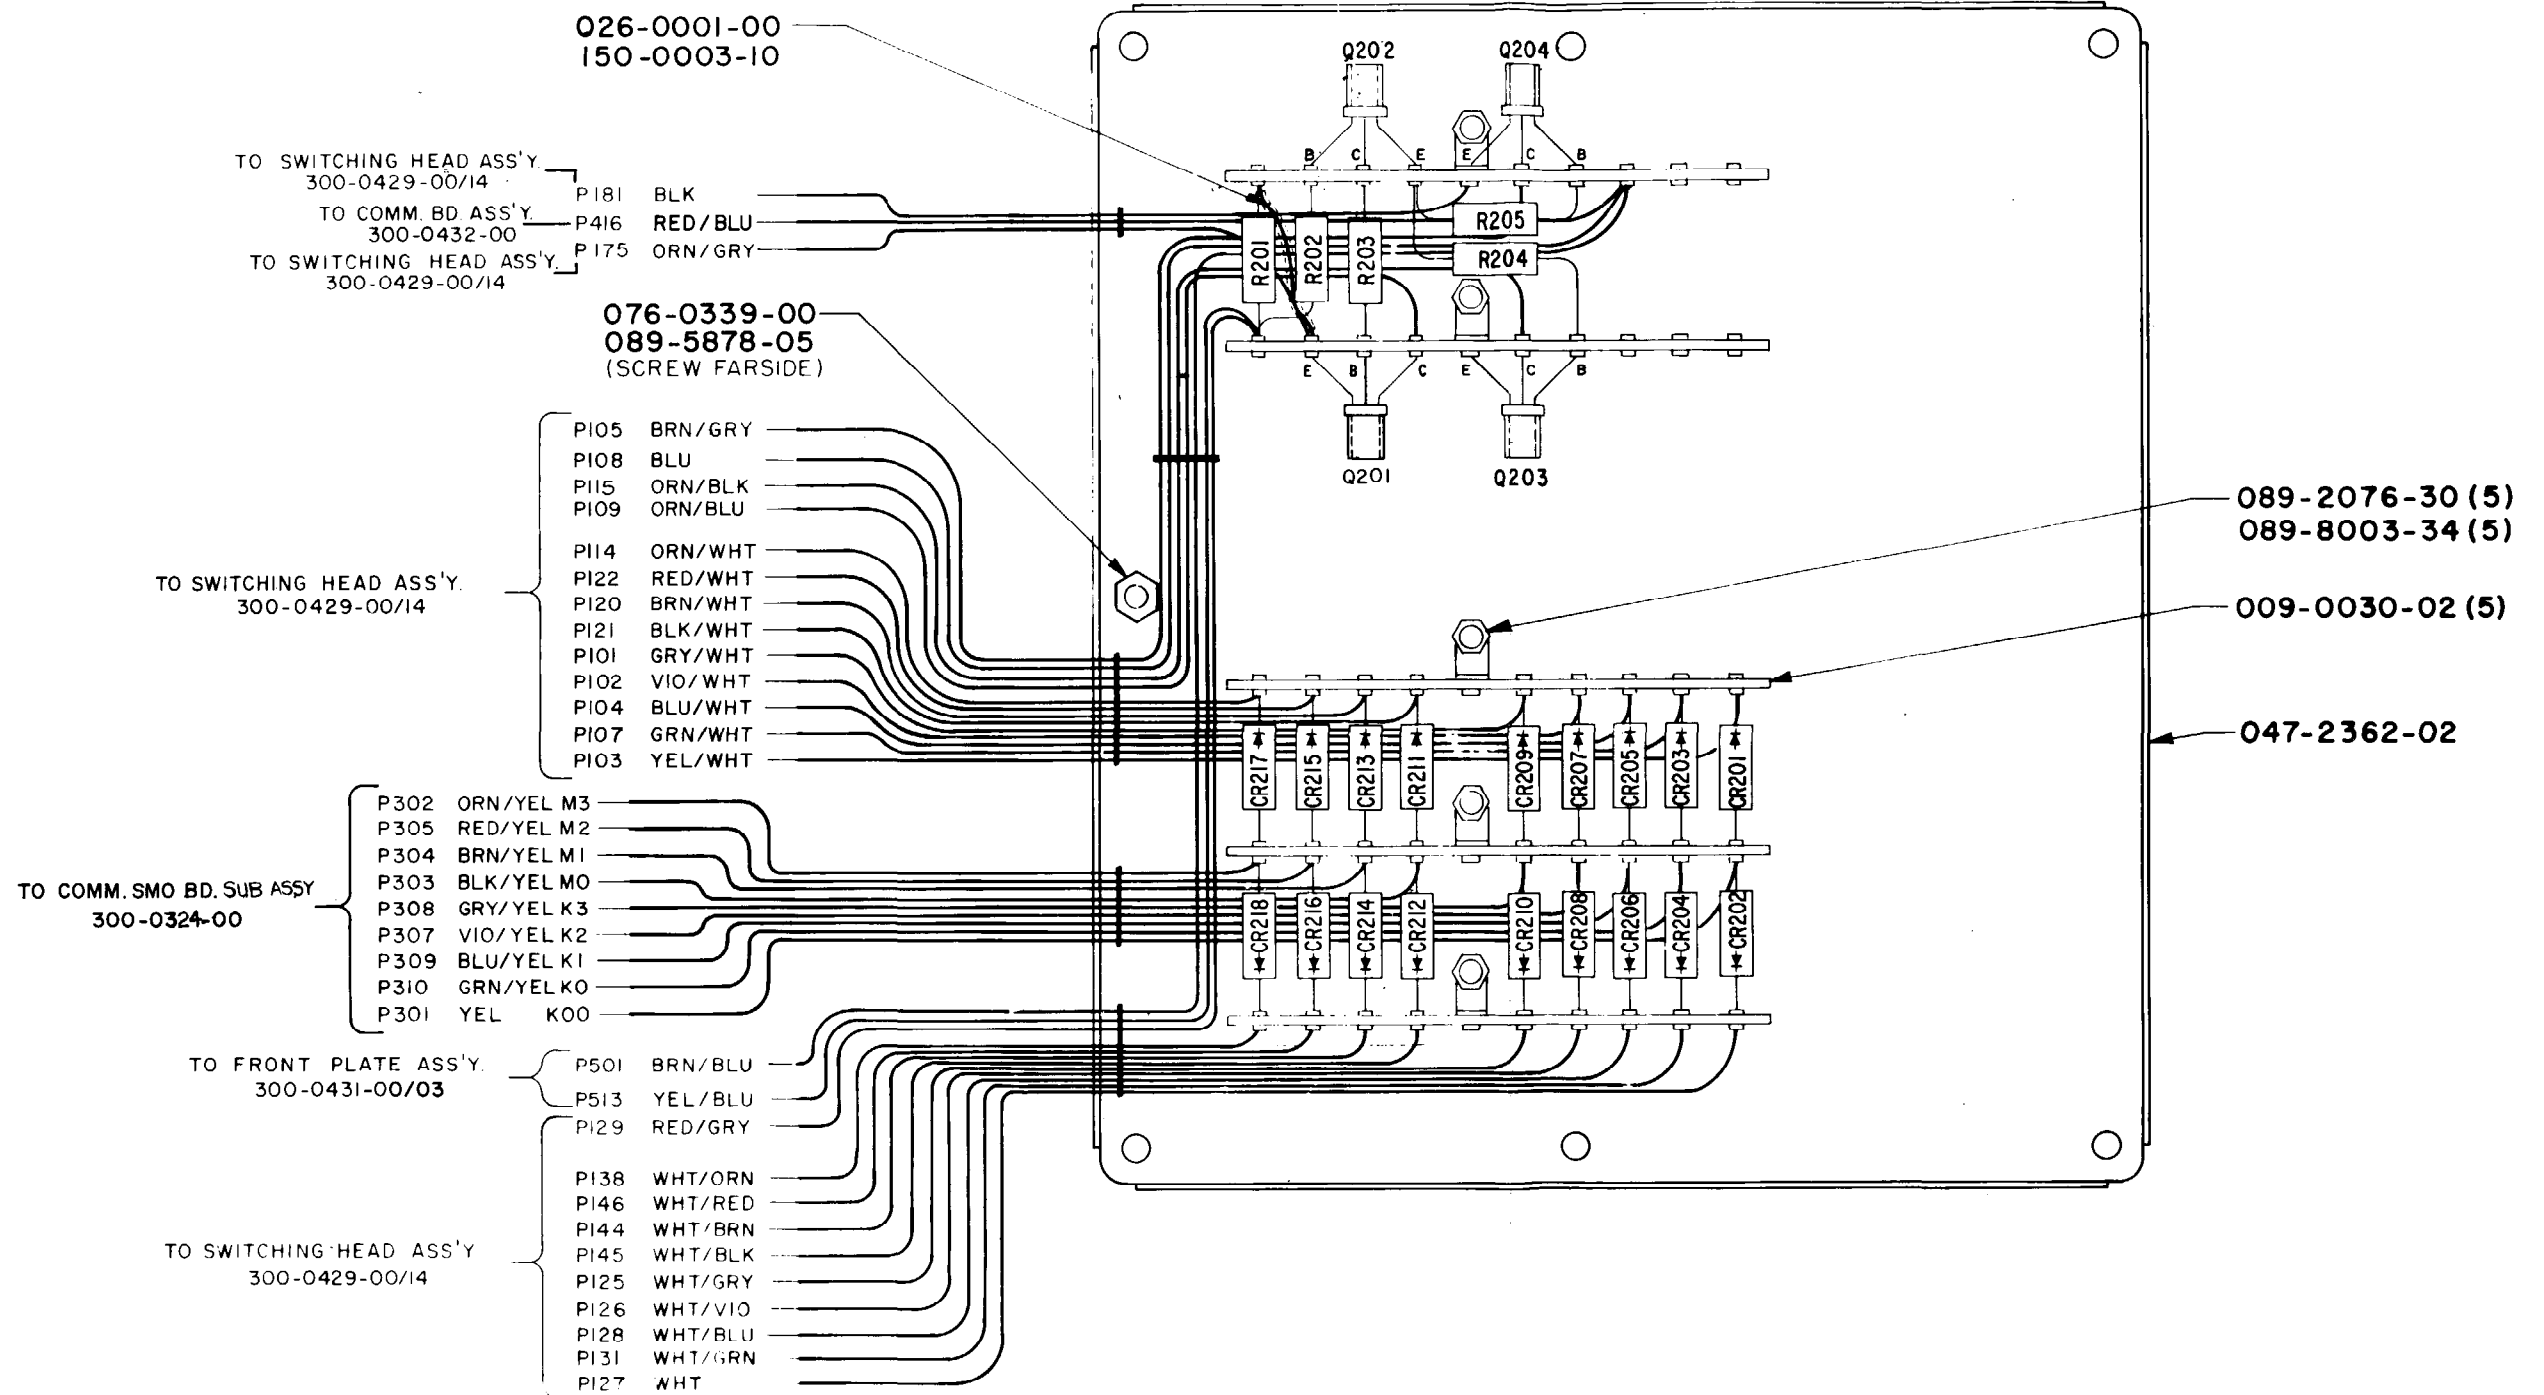 026-0001-00
150-0003-10
TO SWITCHING HEAD ASS'Y.
300-0429-00/14
TO COMM. BD. ASS'Y.
300-0432-00
TO SWITCHING HEAD ASS'Y.
300-0429-00/14
P181 BLK
P416 RED/BLU
P175 ORN/GRY
076-0339-00
089-5878-05
(SCREW FARSIDE)
TO SWITCHING HEAD ASS'Y.
300-0429-00/14
P105 BRN/GRY
P108 BLU
P115 ORN/BLK
P109 ORN/BLU
P114 ORN/WHT
P122 RED/WHT
P120 BRN/WHT
P121 BLK/WHT
P101 GRY/WHT
P102 VIO/WHT
P104 BLU/WHT
P107 GRN/WHT
P103 YEL/WHT
TO COMM. SMO BD. SUB ASSY
300-0324-00
P302 ORN/YEL M3
P305 RED/YEL M2
P304 BRN/YEL M1
P303 BLK/YEL M0
P308 GRY/YEL K3
P307 VIO/YEL K2
P309 BLU/YEL K1
P310 GRN/YEL K0
P301 YEL K00
TO FRONT PLATE ASS'Y.
300-0431-00/03
P501 BRN/BLU
P513 YEL/BLU
TO SWITCHING HEAD ASS'Y
300-0429-00/14
P129 RED/GRY
P138 WHT/ORN
P146 WHT/RED
P144 WHT/BRN
P145 WHT/BLK
P125 WHT/GRY
P126 WHT/VIO
P128 WHT/BLU
P131 WHT/GRN
P127 WHT
Q202 Q204
B C E E C B
R205
R204
R201 R202 R203
E B C E C B
Q201 Q203
CR217 CR215 CR213 CR211 CR209 CR207 CR205 CR203 CR201
CR218 CR216 CR214 CR212 CR210 CR208 CR206 CR204 CR202
089-2076-30 (5)
089-8003-34 (5)
009-0030-02 (5)
047-2362-02